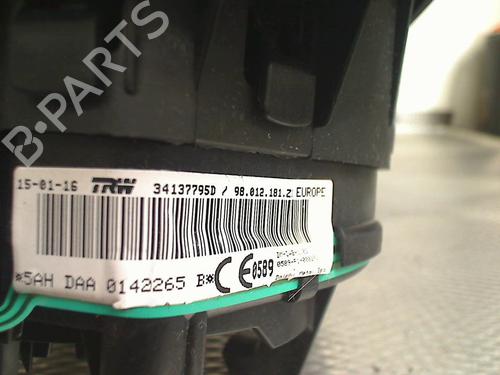 B-PARTS
15-01-16 TRW 34137795D / 98.012.181.Z EUROPE
*5AH DAA 0142265 B* CE 0589